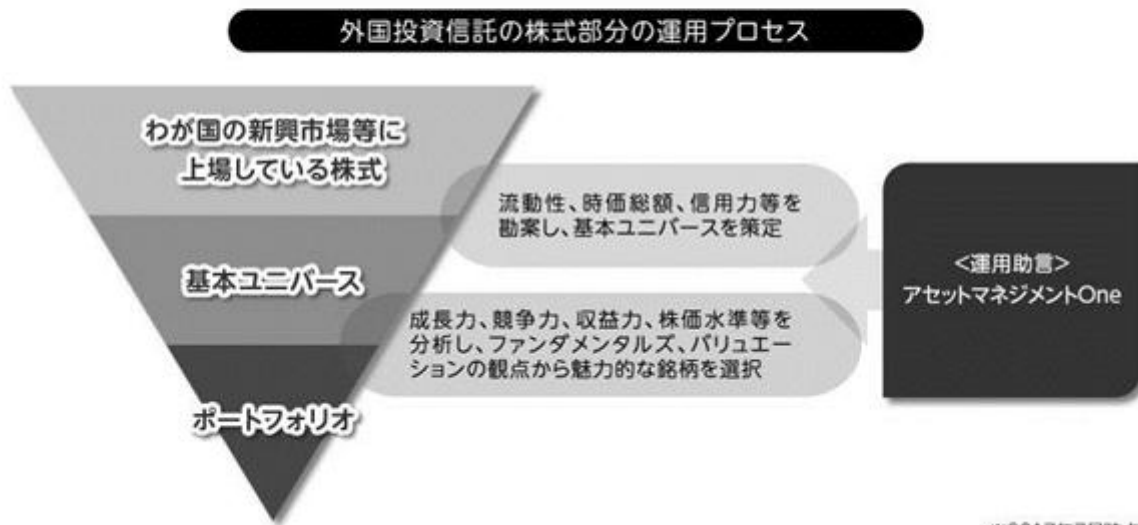 外国投資信託の株式部分の運用プロセス
わが国の新興市場等に
上場している株式
流動性、時価総額、信用力等を
勘案し、基本ユニバースを策定
<運用助言>
アセットマネジメントOne
基本ユニバース
成長力、競争力、収益力、株価水準等を
分析し、ファンダメンタルズ、バリュエー
ションの観点から魅力的な銘柄を選択
ポートフォリオ